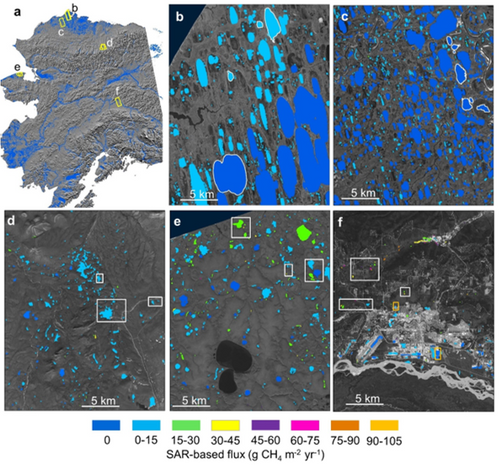 a
b
c
d
e
f
b
5 km
c
5 km
d
5 km
e
5 km
f
5 km
0
0-15
15-30
30-45
45-60
60-75
75-90
90-105
SAR-based flux (g CH₄ m⁻² yr⁻¹)